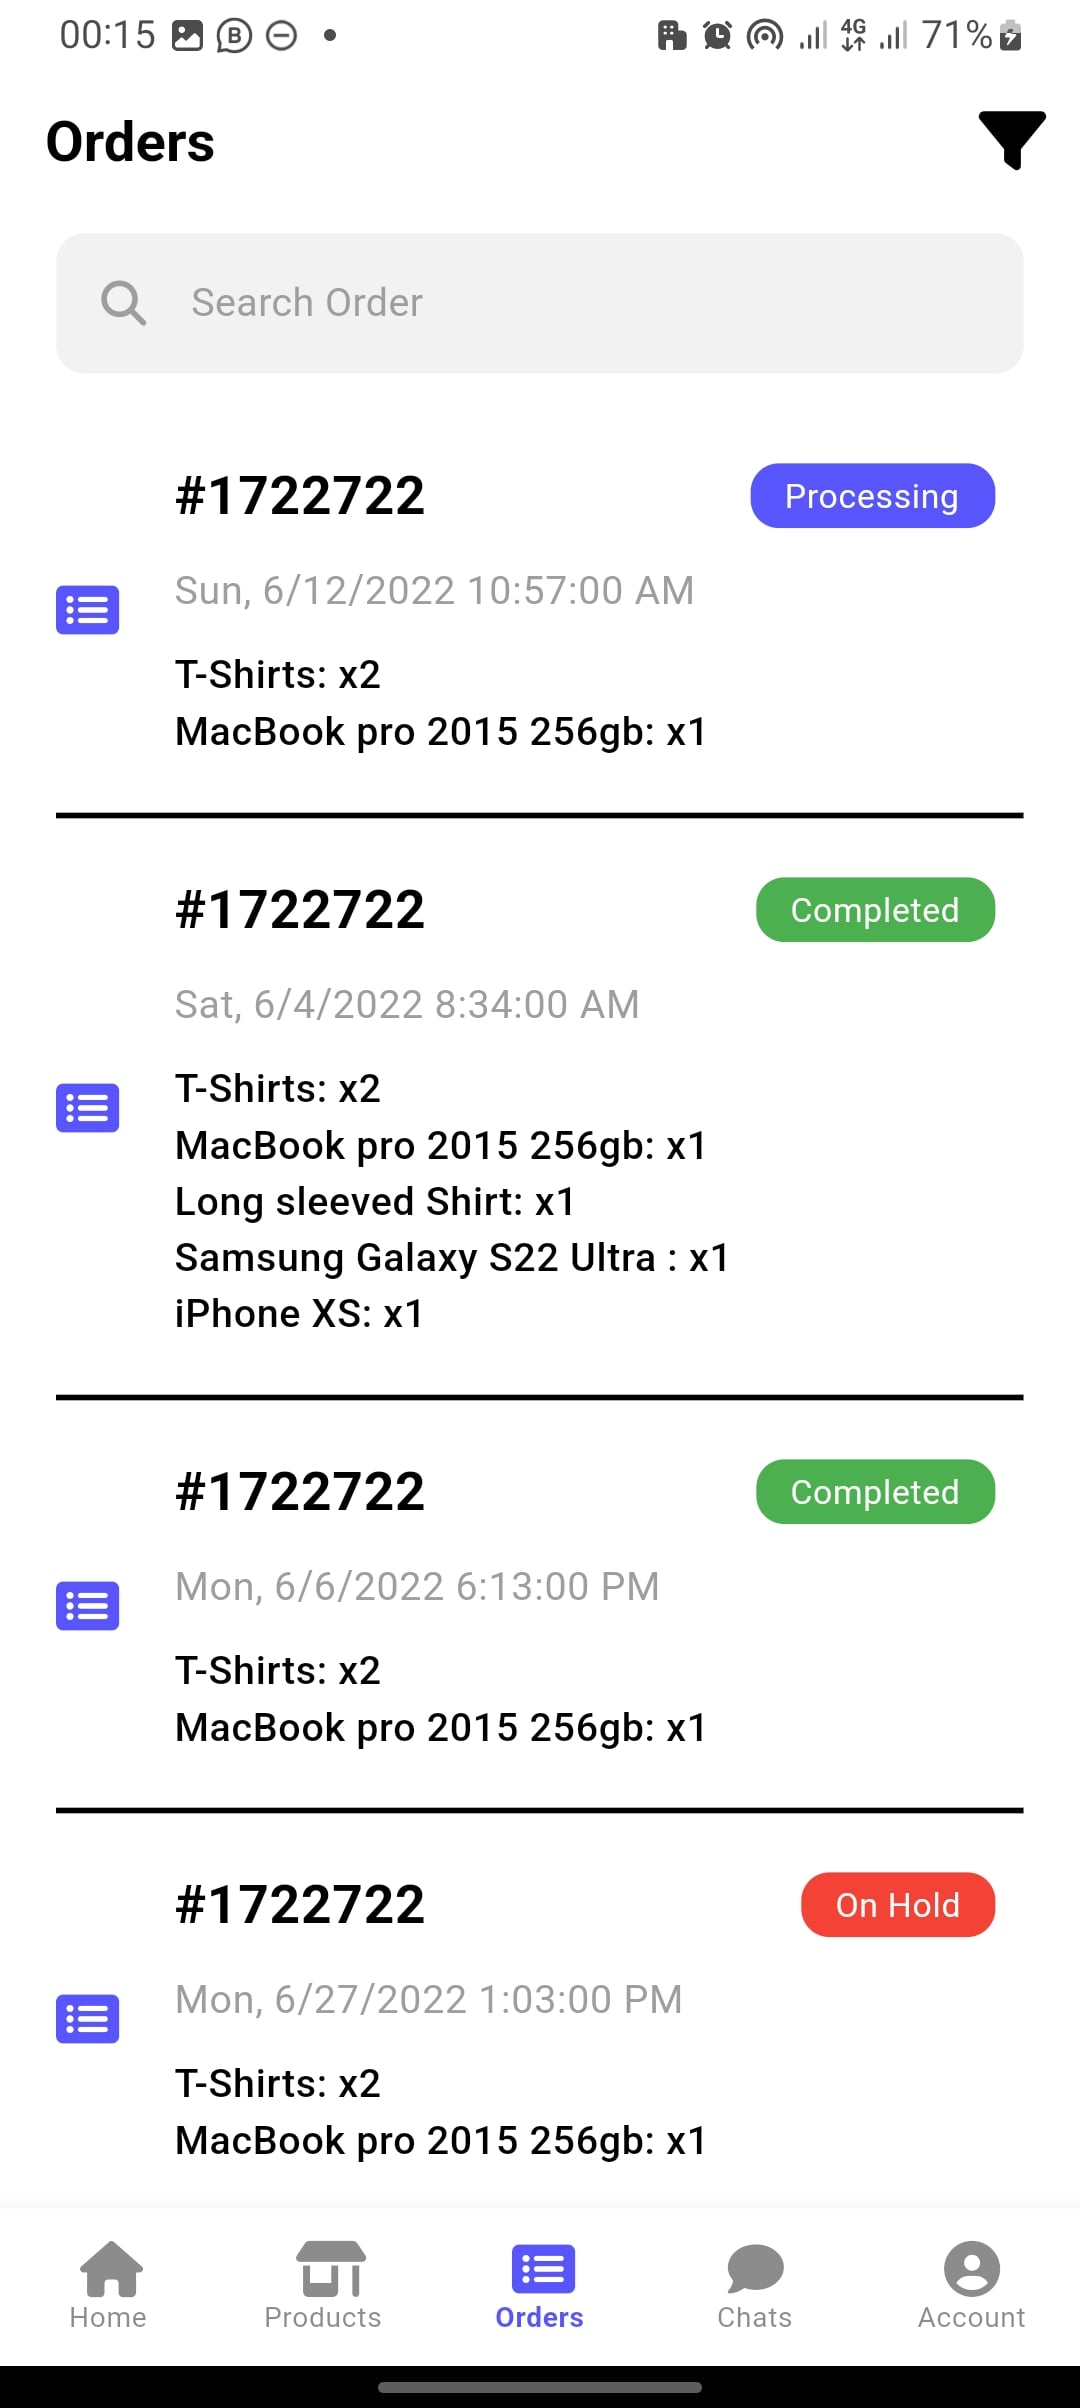 00:15 B 4G 71%
Orders
Search Order
#1722722 Processing
Sun, 6/12/2022 10:57:00 AM
T-Shirts: x2
MacBook pro 2015 256gb: x1
#1722722 Completed
Sat, 6/4/2022 8:34:00 AM
T-Shirts: x2
MacBook pro 2015 256gb: x1
Long sleeved Shirt: x1
Samsung Galaxy S22 Ultra : x1
iPhone XS: x1
#1722722 Completed
Mon, 6/6/2022 6:13:00 PM
T-Shirts: x2
MacBook pro 2015 256gb: x1
#1722722 On Hold
Mon, 6/27/2022 1:03:00 PM
T-Shirts: x2
MacBook pro 2015 256gb: x1
Home Products Orders Chats Account